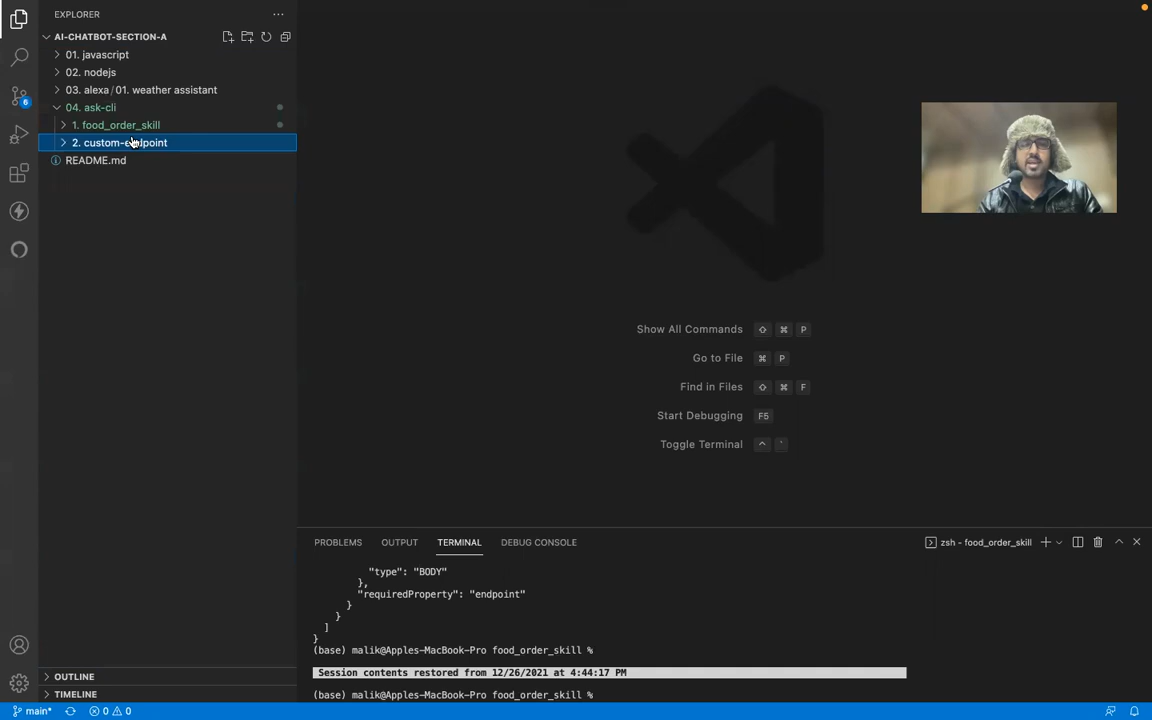 EXPLORER
AI-CHATBOT-SECTION-A
01. javascript
02. nodejs
03. alexa / 01. weather assistant
04. ask-cli
1. food_order_skill
2. custom-endpoint
README.md
6
Show All Commands ⇧ ⌘ P
Go to File ⌘ P
Find in Files ⇧ ⌘ F
Start Debugging F5
Toggle Terminal ^ `
PROBLEMS OUTPUT TERMINAL DEBUG CONSOLE zsh - food_order_skill
"type": "BODY"
},
"requiredProperty": "endpoint"
}
}
]
}
(base) malik@Apples-MacBook-Pro food_order_skill %
Session contents restored from 12/26/2021 at 4:44:17 PM
(base) malik@Apples-MacBook-Pro food_order_skill %
OUTLINE
TIMELINE
main* 0 0